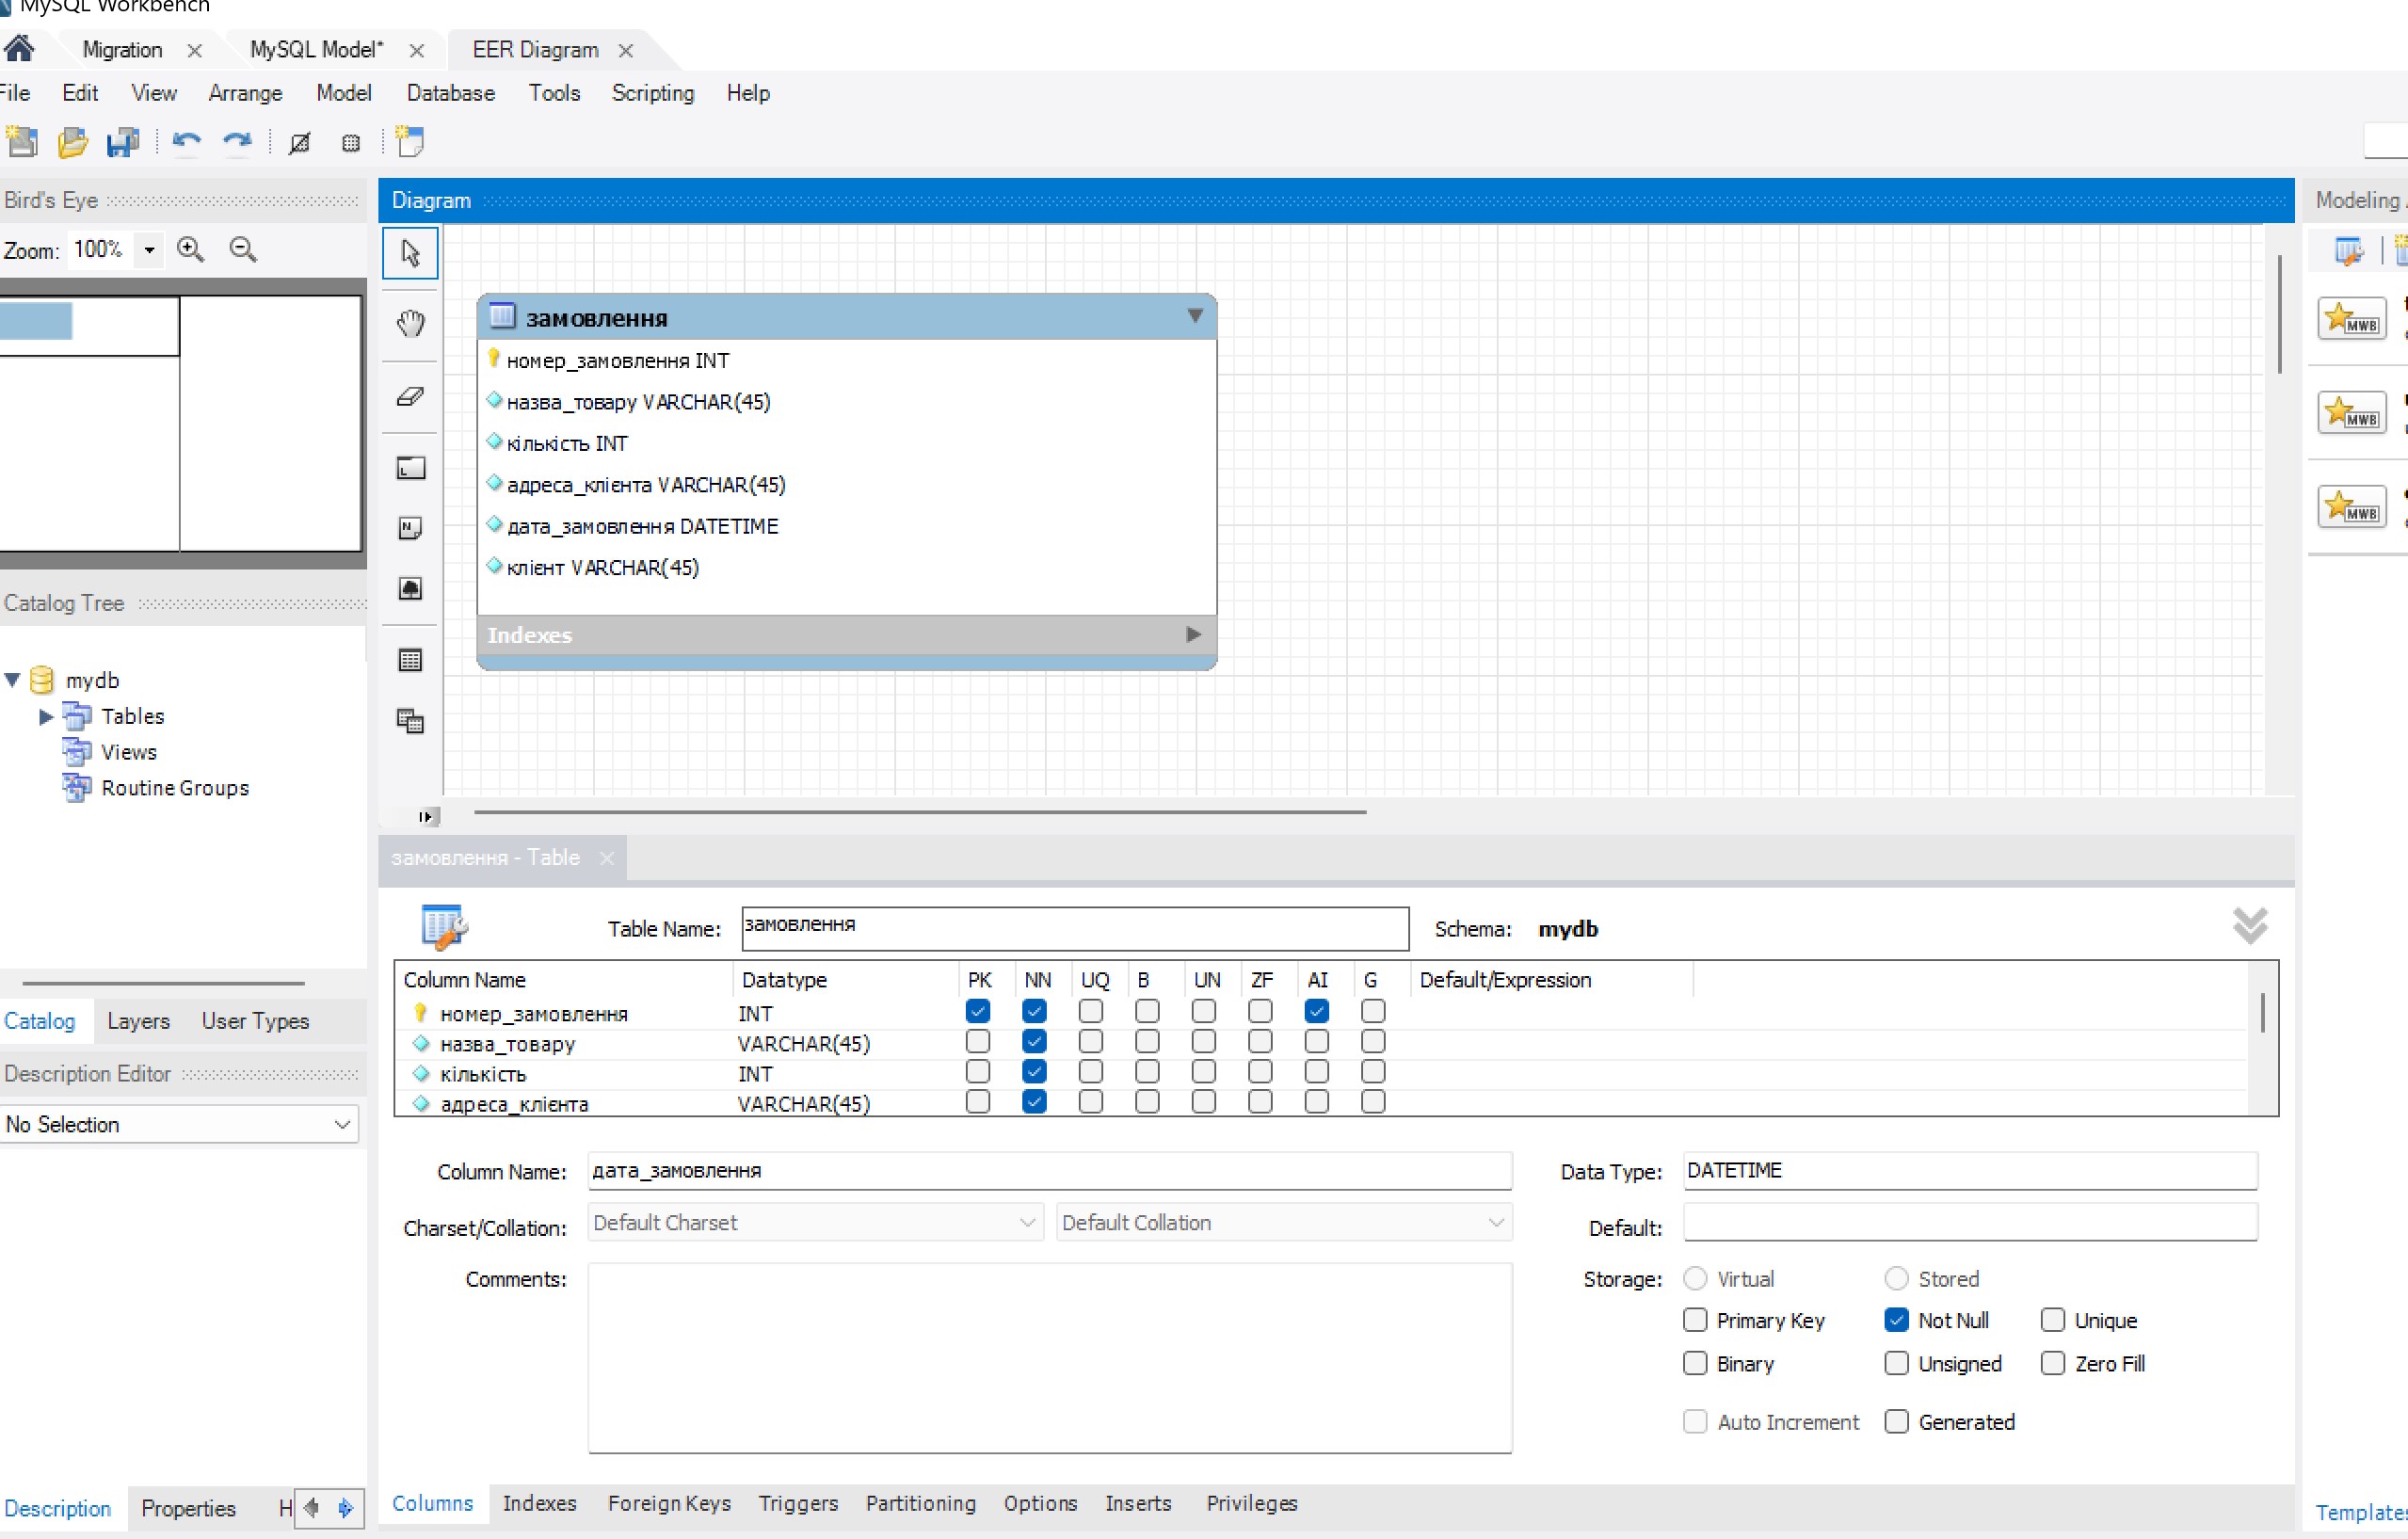 MySQL Workbench
Migration
MySQL Model*
EER Diagram
File Edit View Arrange Model Database Tools Scripting Help
Bird's Eye
Zoom: 100%
Diagram
Modeling
замовлення
номер_замовлення INT
назва_товару VARCHAR(45)
кількість INT
адреса_клієнта VARCHAR(45)
дата_замовлення DATETIME
клієнт VARCHAR(45)
Indexes
MWB
MWB
MWB
Catalog Tree
mydb
Tables
Views
Routine Groups
Catalog Layers User Types
Description Editor
No Selection
Description Properties H
замовлення - Table
Table Name: замовлення Schema: mydb
Column Name Datatype PK NN UQ B UN ZF AI G Default/Expression
номер_замовлення INT
назва_товару VARCHAR(45)
кількість INT
адреса_клієнта VARCHAR(45)
Column Name: дата_замовлення Data Type: DATETIME
Charset/Collation: Default Charset Default Collation Default:
Comments: Storage: Virtual Stored
Primary Key Not Null Unique
Binary Unsigned Zero Fill
Auto Increment Generated
Columns Indexes Foreign Keys Triggers Partitioning Options Inserts Privileges
Template